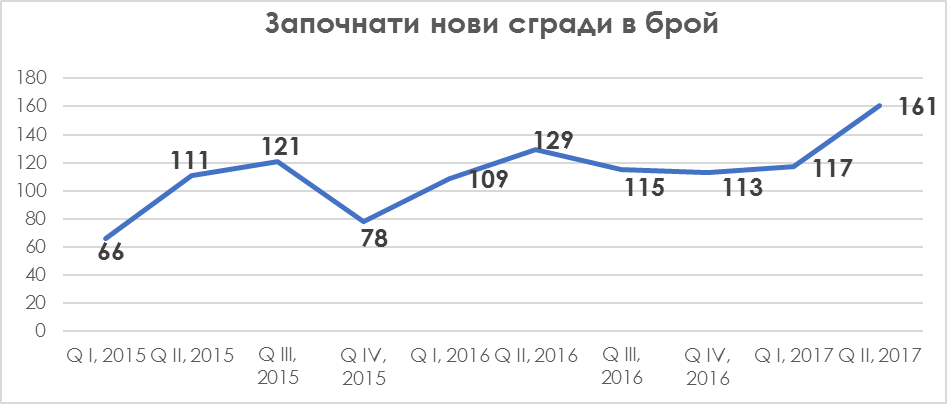 Започнати нови сгради в брой
180
160
140
120
100
80
60
40
20
0
66
111
121
78
109
129
115
113
117
161
Q I, 2015
Q II, 2015
Q III,
2015
Q IV,
2015
Q I, 2016
Q II, 2016
Q III,
2016
Q IV,
2016
Q I, 2017
Q II, 2017